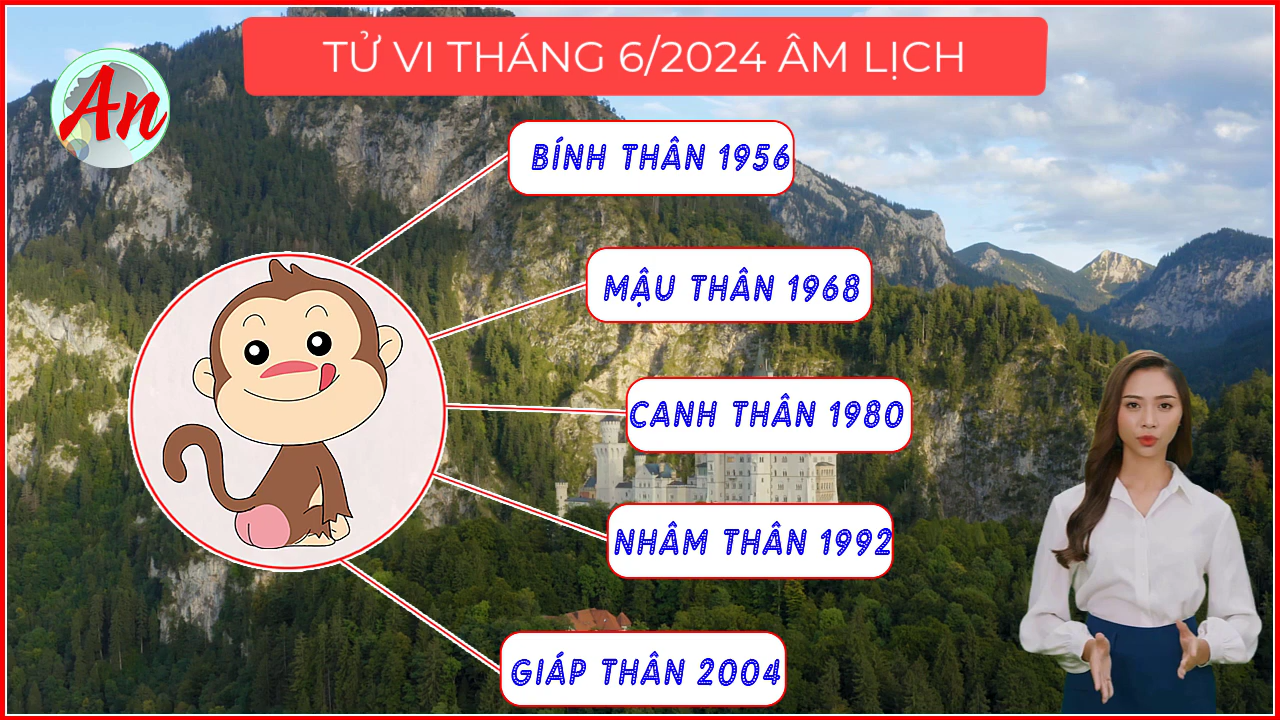 TỬ VI THÁNG 6/2024 ÂM LỊCH
An
BÍNH THÂN 1956
MẬU THÂN 1968
CANH THÂN 1980
NHÂM THÂN 1992
GIÁP THÂN 2004